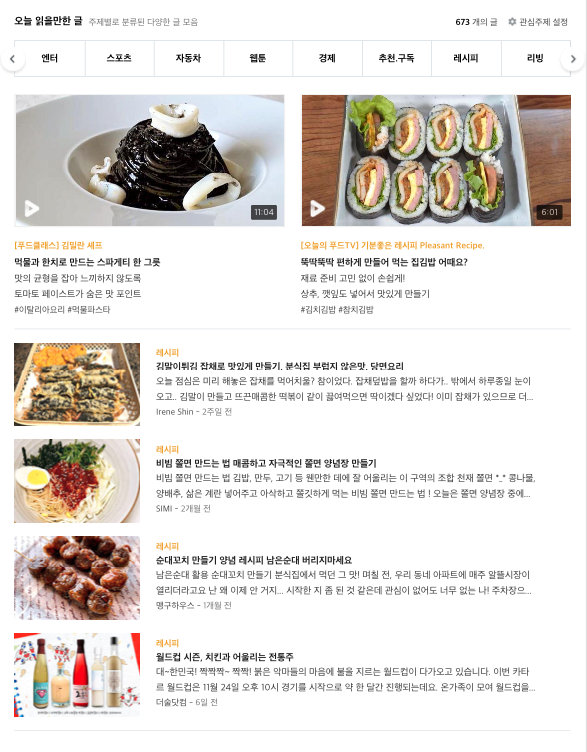 오늘 읽을만한 글 주제별로 분류된 다양한 글 모음
673 개의 글 관심주제 설정
엔터 스포츠 자동차 웹툰 경제 추천.구독 레시피 리빙
11:04
6:01
[푸드클래스] 김밀란 셰프
먹물과 한치로 만드는 스파게티 한 그릇
맛의 균형을 잡아 느끼하지 않도록
토마토 페이스트가 숨은 맛 포인트
#이탈리아요리 #먹물파스타
[오늘의 푸드TV] 기분좋은 레시피 Pleasant Recipe.
뚝딱뚝딱 편하게 만들어 먹는 집김밥 어때요?
재료 준비 고민 없이 손쉽게!
상추, 깻잎도 넣어서 맛있게 만들기
#김치김밥 #참치김밥
레시피
김말이튀김 잡채로 맛있게 만들기. 분식집 부럽지 않은맛. 당면요리
오늘 점심은 미리 해놓은 잡채를 먹어치울? 참이었다. 잡채덮밥을 할까 하다가.. 밖에서 하루종일 눈이
오고.. 김말이 만들고 뜨끈매콤한 떡볶이 같이 끓여먹으면 딱이겠다 싶었다! 이미 잡채가 있으므로 더...
Irene Shin - 2주일 전
레시피
비빔 쫄면 만드는 법 매콤하고 자극적인 쫄면 양념장 만들기
비빔 쫄면 만드는 법 김밥, 만두, 고기 등 웬만한 데에 잘 어울리는 이 구역의 조합 천재 쫄면 *_* 콩나물,
양배추, 삶은 계란 넣어주고 아삭하고 쫄깃하게 먹는 비빔 쫄면 만드는 법 ! 오늘은 쫄면 양념장 중에...
SIMI - 2개월 전
레시피
순대꼬치 만들기 양념 레시피 남은순대 버리지마세요
남은순대 활용 순대꼬치 만들기 분식집에서 먹던 그 맛! 며칠 전, 우리 동네 아파트에 매주 알뜰시장이
열리더라고요 난 왜 이제 안 거지... 시작한 지 좀 된 것 같은데 관심이 없어도 너무 없는 나! 주차장으...
맹구하우스 - 1개월 전
레시피
월드컵 시즌, 치킨과 어울리는 전통주
대~한민국! 짝짝짝~ 짝짝! 붉은 악마들의 마음에 불을 지르는 월드컵이 다가오고 있습니다. 이번 카타
르 월드컵은 11월 24일 오후 10시 경기를 시작으로 약 한 달간 진행되는데요. 온가족이 모여 월드컵을...
더술닷컴 - 6일 전